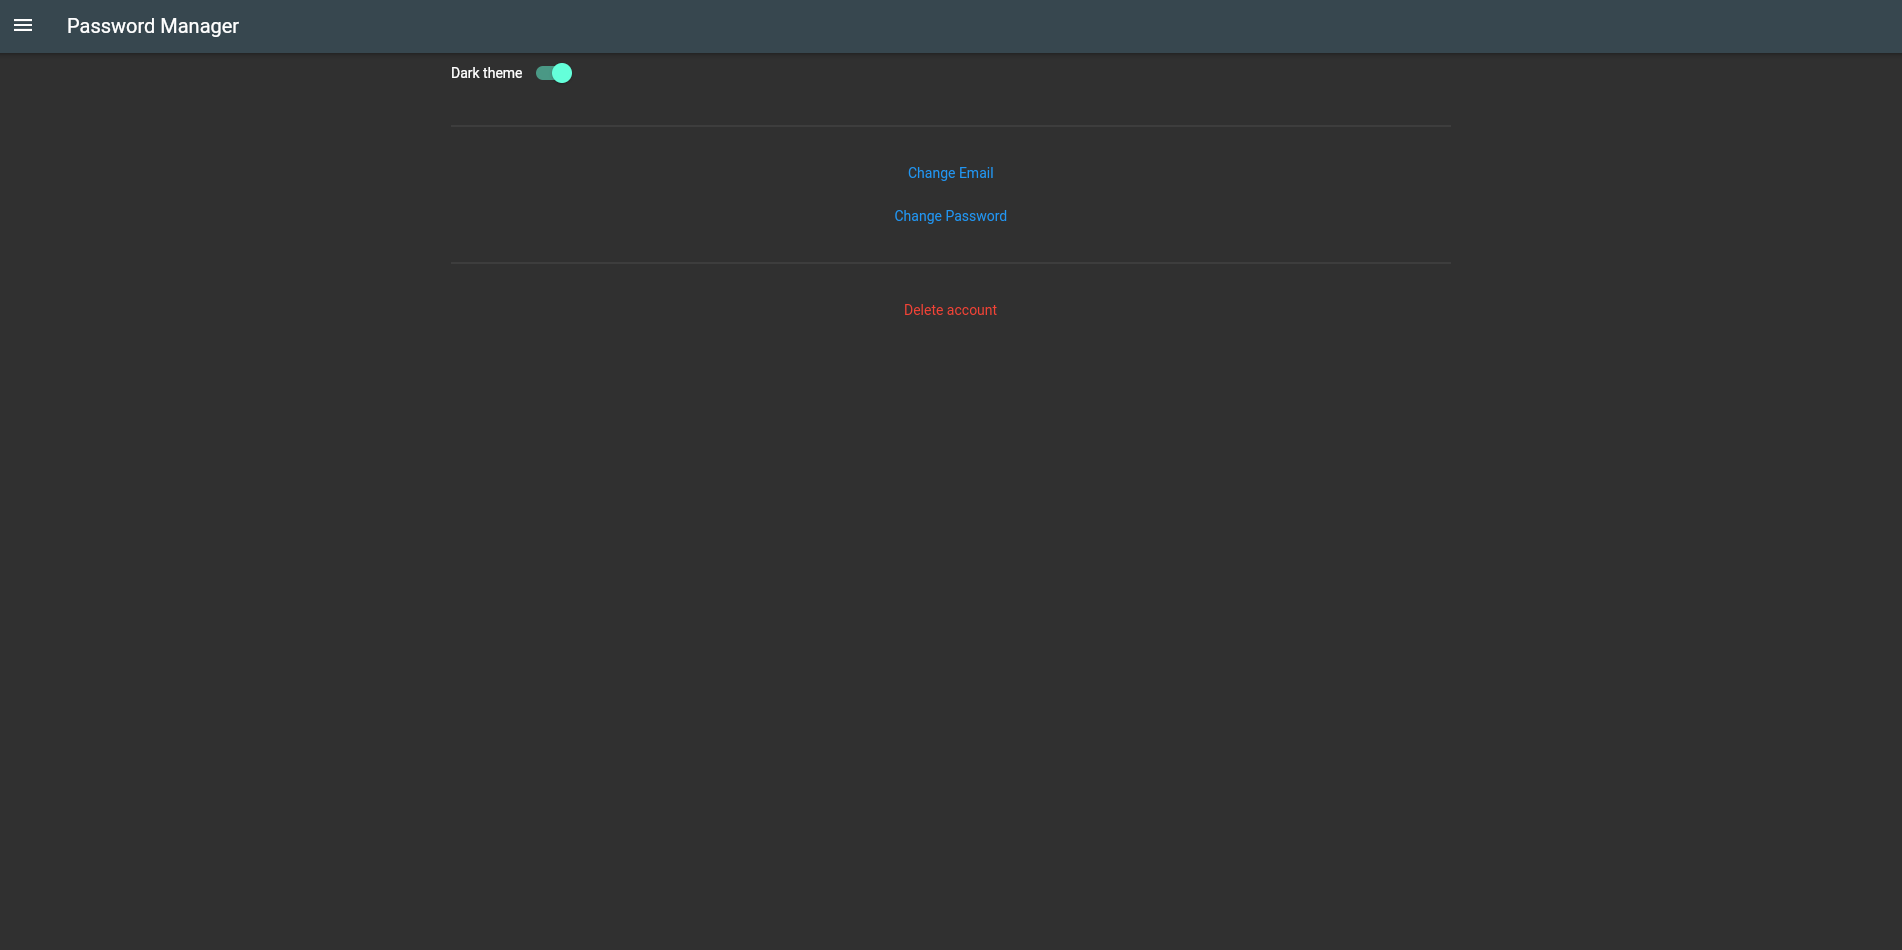 Password Manager
Dark theme
Change Email
Change Password
Delete account